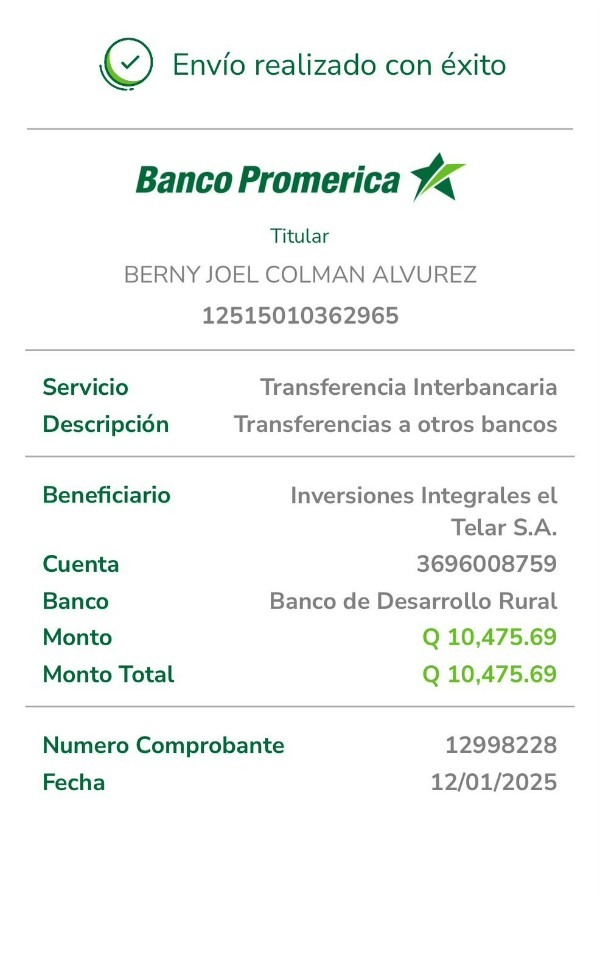 Envío realizado con éxito
Banco Promerica
Titular
BERNY JOEL COLMAN ALVUREZ
12515010362965
Servicio Transferencia Interbancaria
Descripción Transferencias a otros bancos
Beneficiario Inversiones Integrales el
Telar S.A.
Cuenta 3696008759
Banco Banco de Desarrollo Rural
Monto Q 10,475.69
Monto Total Q 10,475.69
Numero Comprobante 12998228
Fecha 12/01/2025